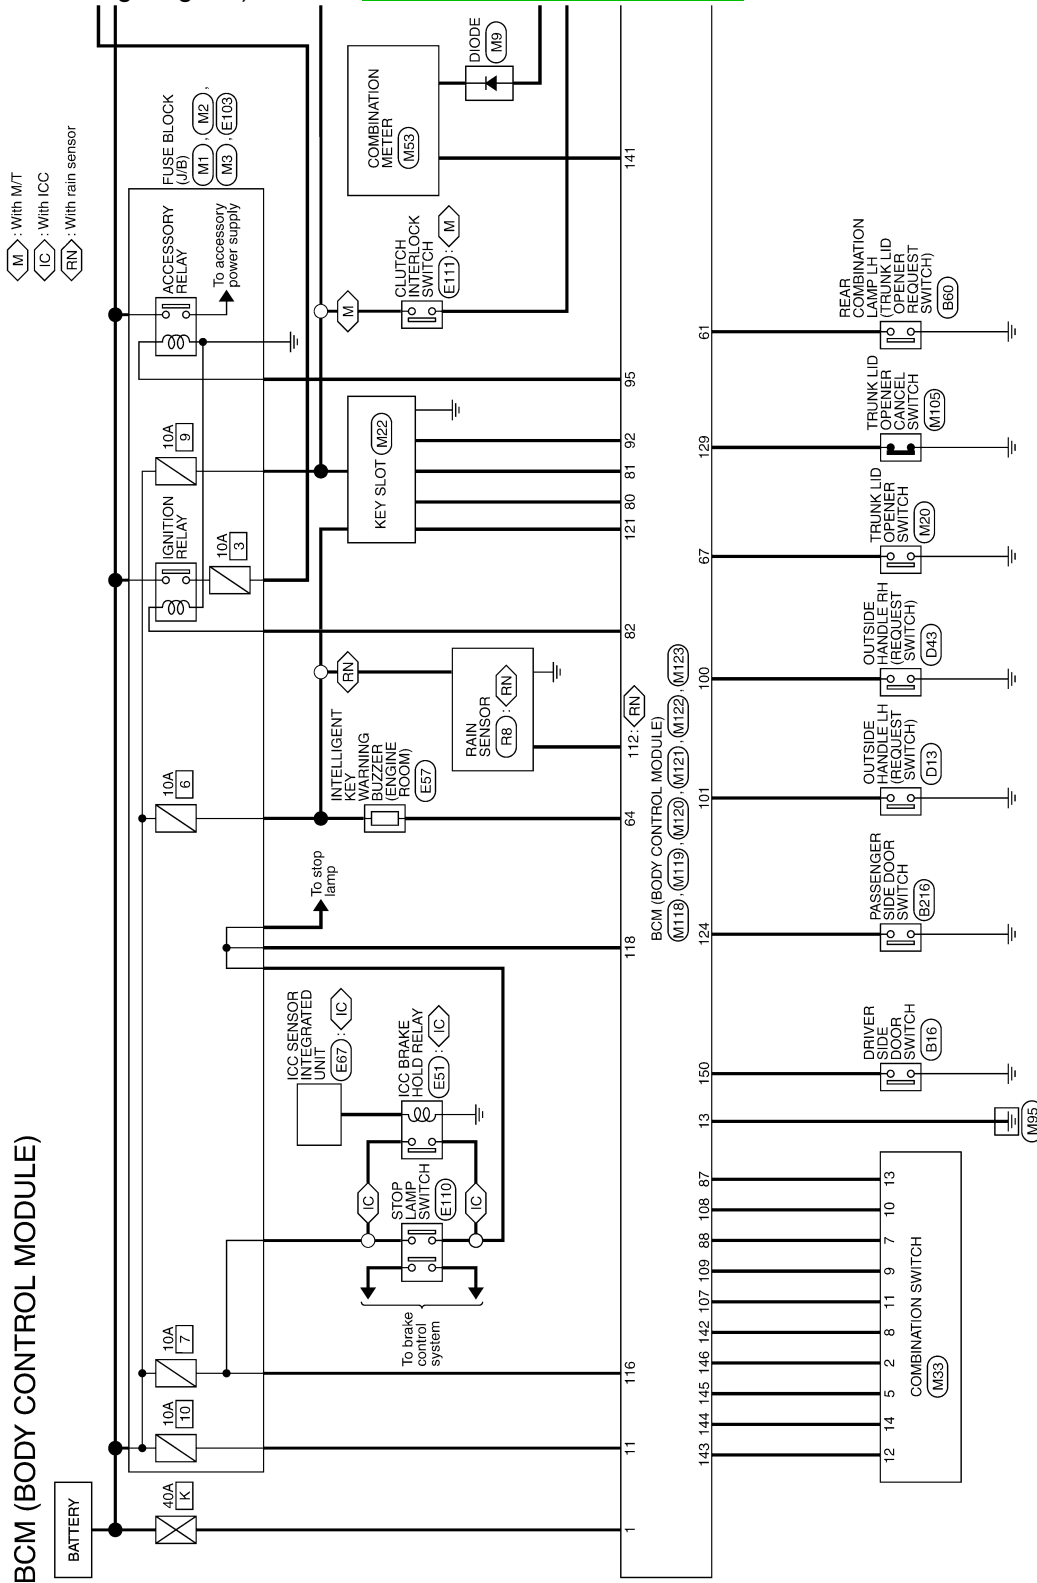 BCM (BODY CONTROL MODULE)
M : With M/T
IC : With ICC
RN : With rain sensor
BATTERY
40A
K
10A
10
10A
7
10A
6
IGNITION
RELAY
10A
3
10A
9
ACCESSORY
RELAY
To accessory
power supply
FUSE BLOCK
(J/B)
M1 , M2 ,
M3 , E103
To brake
control
system
STOP
LAMP
SWITCH
E110
IC
IC
ICC SENSOR
INTEGRATED
UNIT
E67 : IC
ICC BRAKE
HOLD RELAY
E51 : IC
To stop
lamp
INTELLIGENT
KEY
WARNING
BUZZER
(ENGINE
ROOM)
E57
RN
RAIN
SENSOR
R8 : RN
KEY SLOT M22
M
CLUTCH
INTERLOCK
SWITCH
E111 : M
COMBINATION
METER
M53
DIODE
M9
1
11
116
118
64
112 : RN
82
121
80
81
92
95
141
BCM (BODY CONTROL MODULE)
M118 , M119 , M120 , M121 , M122 , M123
143
144
145
146
142
107
109
88
108
87
13
150
124
101
100
67
129
61
12
14
5
2
8
11
9
7
10
13
COMBINATION SWITCH
M33
M95
DRIVER
SIDE
DOOR
SWITCH
B16
PASSENGER
SIDE DOOR
SWITCH
B216
OUTSIDE
HANDLE LH
(REQUEST
SWITCH)
D13
OUTSIDE
HANDLE RH
(REQUEST
SWITCH)
D43
TRUNK LID
OPENER
SWITCH
M20
TRUNK LID
OPENER
CANCEL
SWITCH
M105
REAR
COMBINATION
LAMP LH
(TRUNK LID
OPENER
REQUEST
SWITCH)
B60